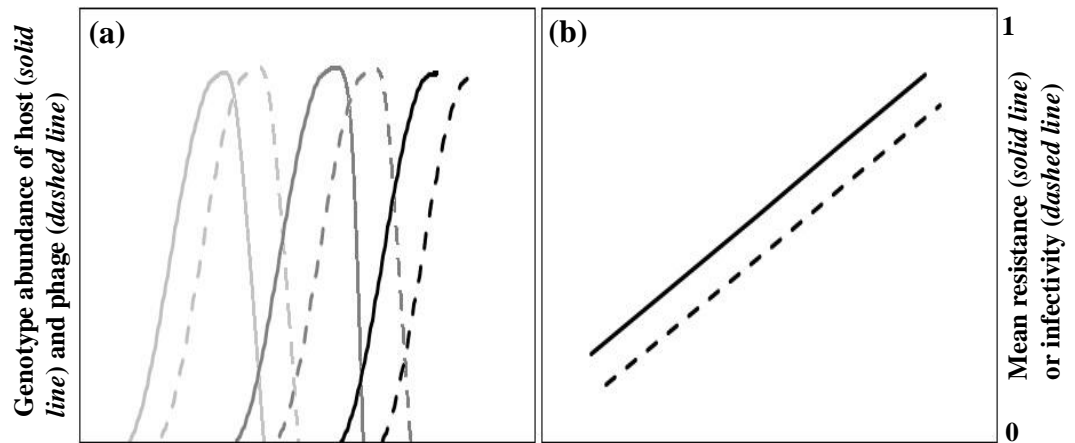 Genotype abundance of host (solid
line) and phage (dashed line)
(a)
(b)
1
0
Mean resistance (solid line)
or infectivity (dashed line)